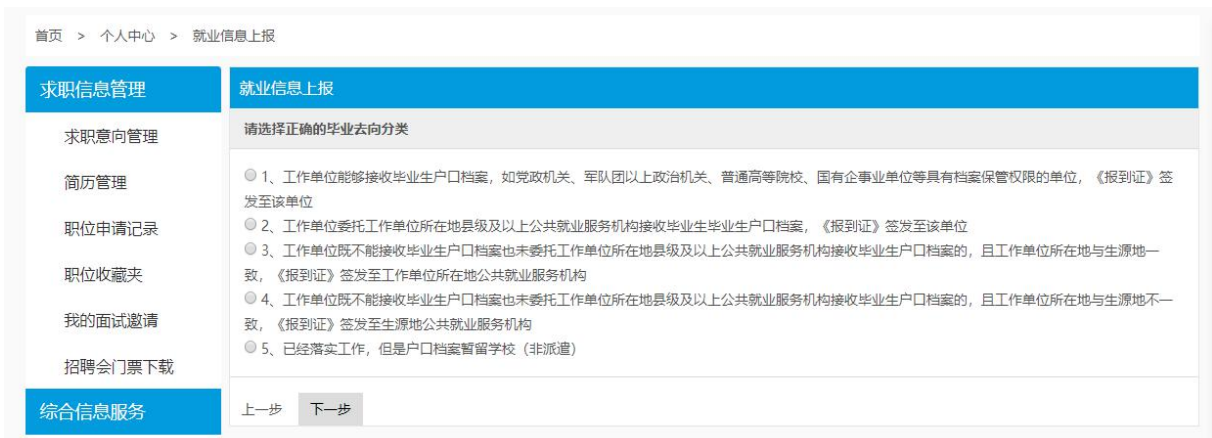 首页 > 个人中心 > 就业信息上报
求职信息管理
求职意向管理
简历管理
职位申请记录
职位收藏夹
我的面试邀请
招聘会门票下载
综合信息服务
就业信息上报
请选择正确的毕业去向分类
1、工作单位能够接收毕业生户口档案，如党政机关、军队团以上政治机关、普通高等院校、国有企事业单位等具有档案保管权限的单位，《报到证》签
发至该单位
2、工作单位委托工作单位所在地县级及以上公共就业服务机构接收毕业生毕业生户口档案，《报到证》签发至该单位
3、工作单位既不能接收毕业生户口档案也未委托工作单位所在地县级及以上公共就业服务机构接收毕业生户口档案的，且工作单位所在地与生源地一
致，《报到证》签发至工作单位所在地公共就业服务机构
4、工作单位既不能接收毕业生户口档案也未委托工作单位所在地县级及以上公共就业服务机构接收毕业生户口档案的，且工作单位所在地与生源地不一
致，《报到证》签发至生源地公共就业服务机构
5、已经落实工作，但是户口档案暂留学校（非派遣）
上一步 下一步